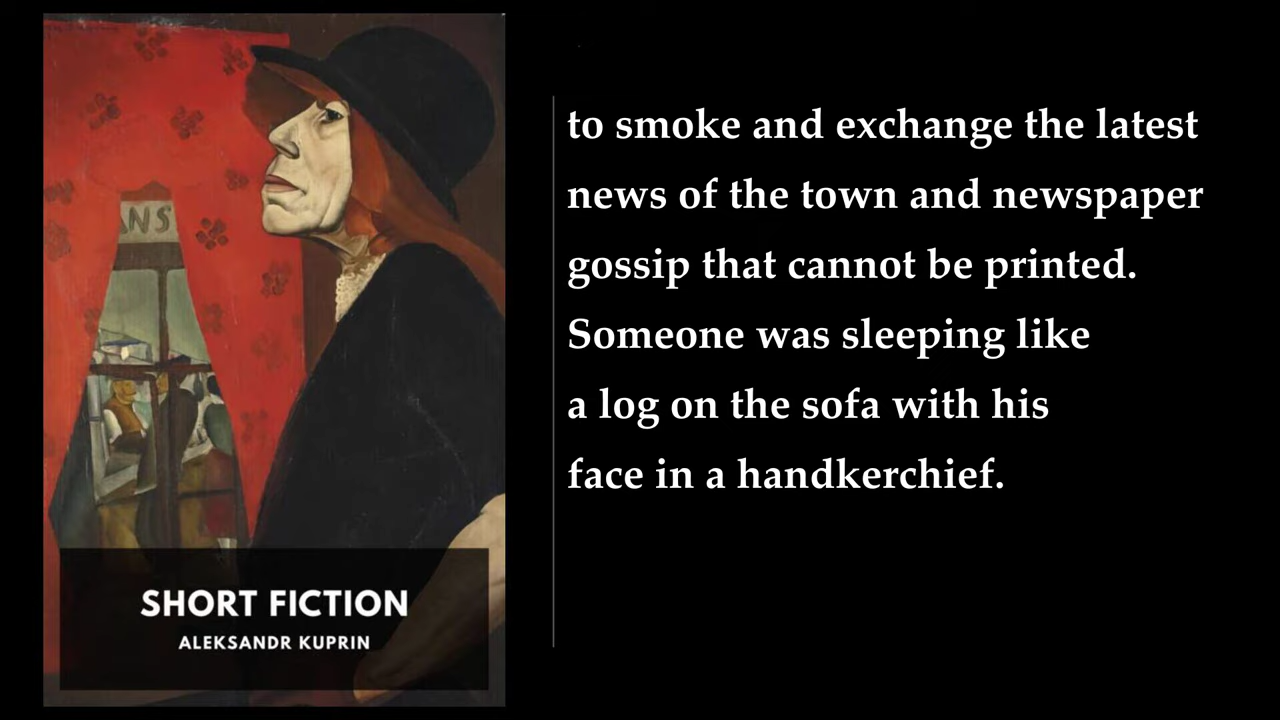 ANS
SHORT FICTION
ALEKSANDR KUPRIN
to smoke and exchange the latest
news of the town and newspaper
gossip that cannot be printed.
Someone was sleeping like
a log on the sofa with his
face in a handkerchief.